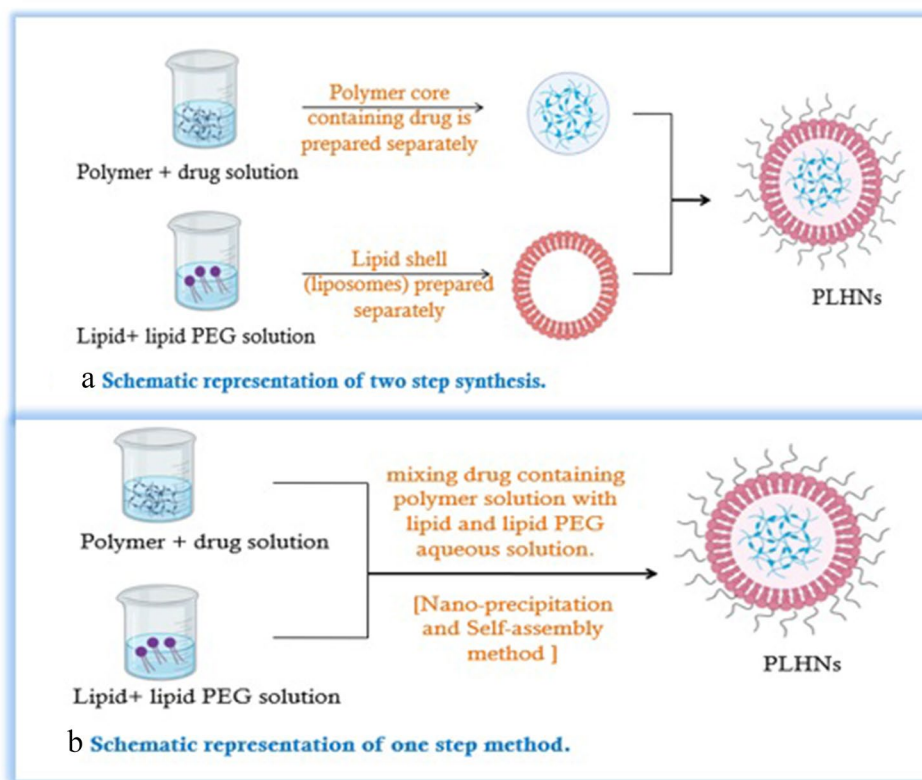 Polymer core
containing drug is
prepared separately
Polymer + drug solution
Lipid shell
(liposomes) prepared
separately
Lipid+ lipid PEG solution
PLHNs
a Schematic representation of two step synthesis.
mixing drug containing
polymer solution with
lipid and lipid PEG
aqueous solution.
Polymer + drug solution
[Nano-precipitation
and Self-assembly
method ]
PLHNs
Lipid+ lipid PEG solution
b Schematic representation of one step method.